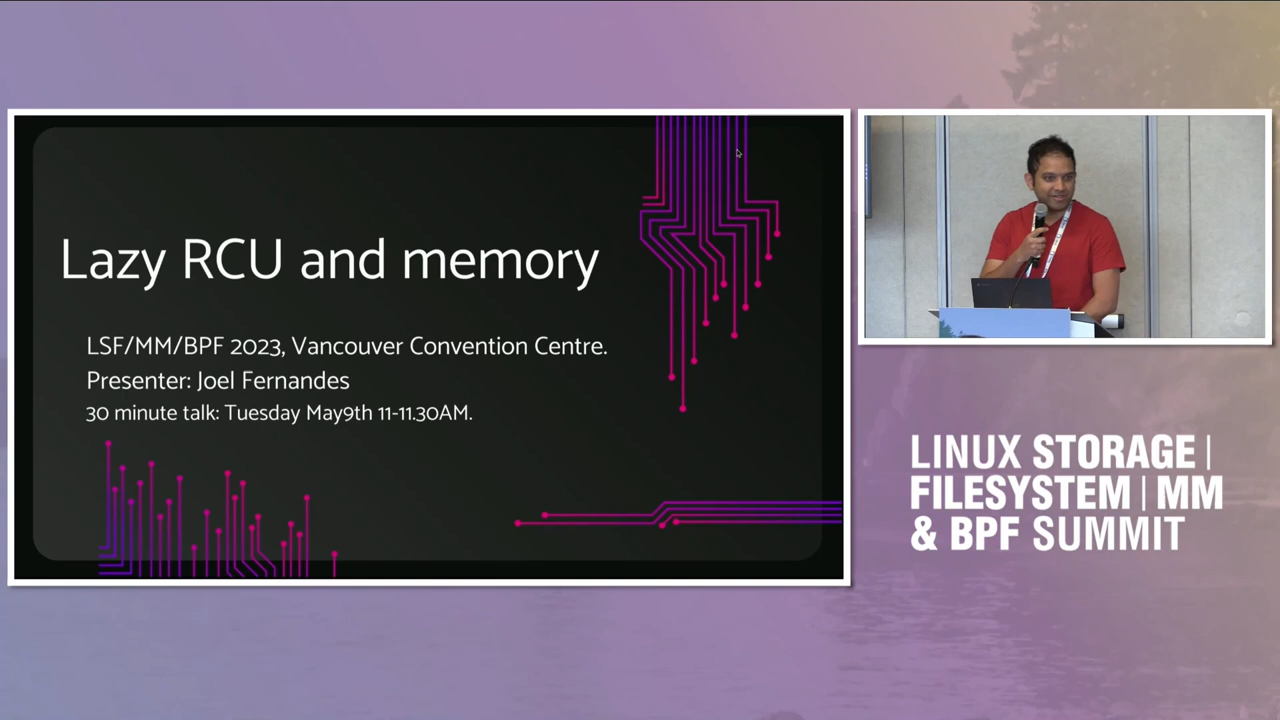 Lazy RCU and memory
LSF/MM/BPF 2023, Vancouver Convention Centre.
Presenter: Joel Fernandes
30 minute talk: Tuesday May9th 11-11.30AM.
LINUX STORAGE |
FILESYSTEM | MM
& BPF SUMMIT